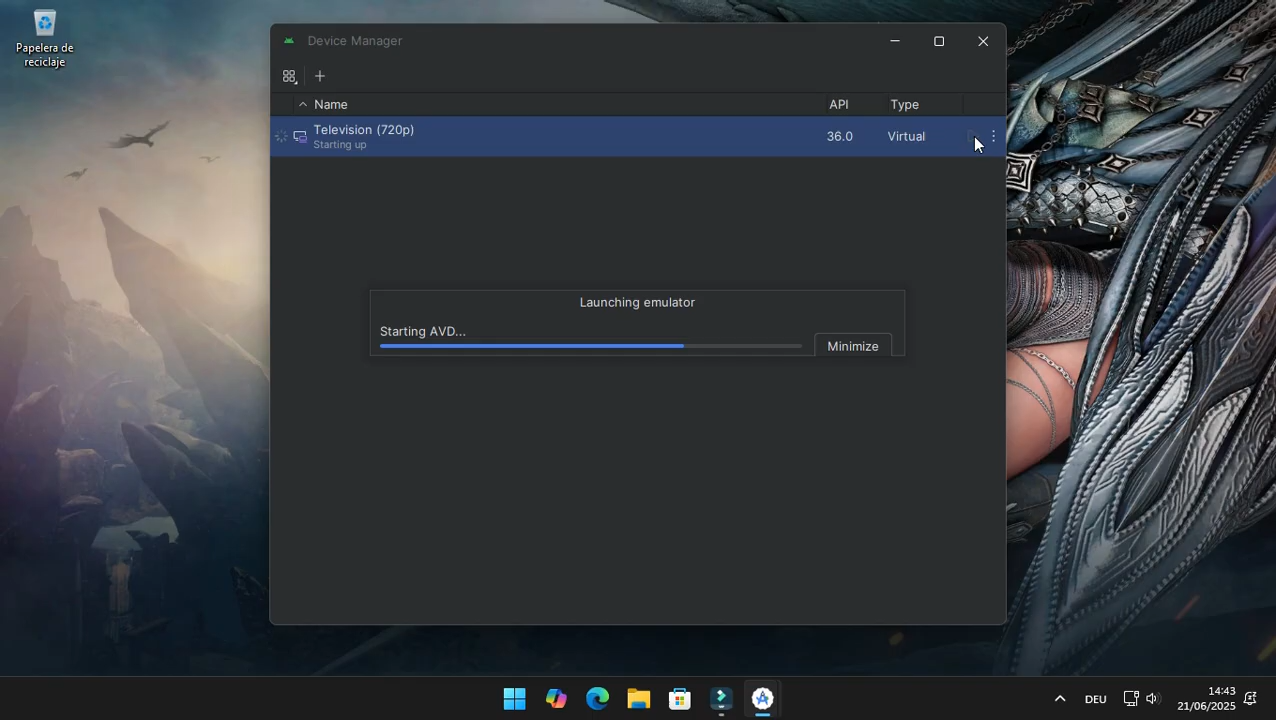 Papelera de
reciclaje
Device Manager
Name API Type
Television (720p)
Starting up
36.0 Virtual
Launching emulator
Starting AVD...
Minimize
DEU
14:43
21/06/2025